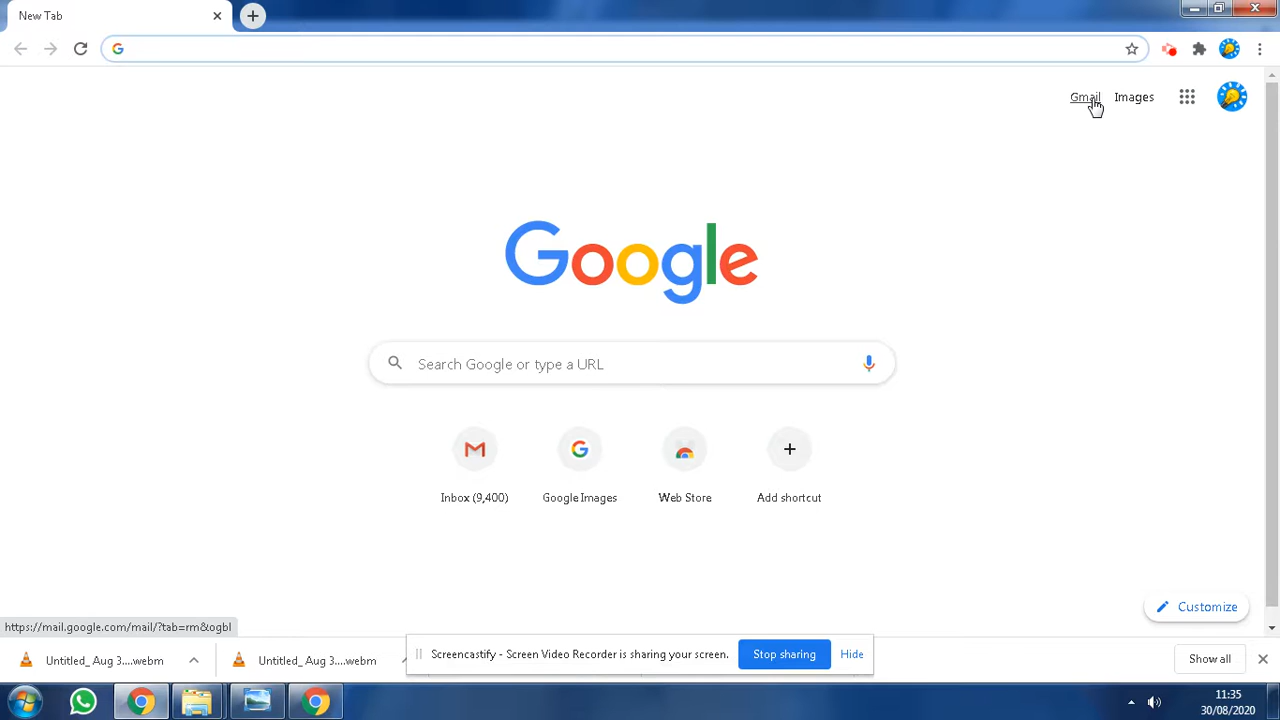 New Tab
Gmail Images
Google
Search Google or type a URL
Inbox (9,400) Google Images Web Store Add shortcut
Customize
https://mail.google.com/mail/?tab=rm&ogbl
Untitled_ Aug 3....webm Untitled_ Aug 3....webm Screencastify - Screen Video Recorder is sharing your screen. Stop sharing Hide Show all
11:35
30/08/2020